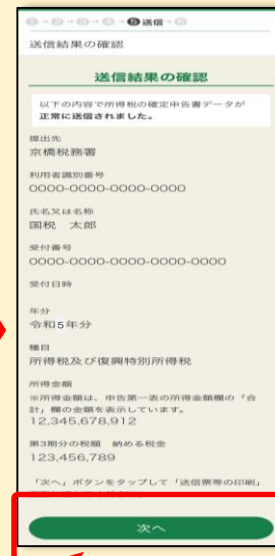 ①-②-③-④-⑤送信-⑥
送信結果の確認
送信結果の確認
以下の内容で所得税の確定申告書データが
正常に送信されました。
提出先
京橋税務署
利用者識別番号
0000-0000-0000-0000
氏名又は名称
国税 太郎
受付番号
0000-0000-0000-0000-0000
受付日時
年分
令和5年分
種目
所得税及び復興特別所得税
所得金額
※所得金額は、申告第一表の所得金額欄の「合
計」欄の金額を表示しています。
12,345,678,912
第3期分の税額 納める税金
123,456,789
「次へ」ボタンをタップして「送信票等の印刷」
次へ